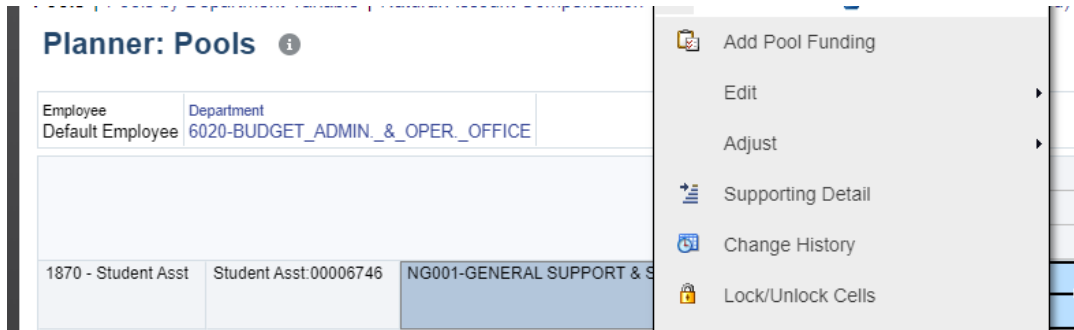 Planner: Pools
Add Pool Funding
Edit
Employee
Department
Default Employee
6020-BUDGET_ADMIN._&_OPER._OFFICE
Adjust
Supporting Detail
Change History
1870 - Student Asst
Student Asst:00006746
NG001-GENERAL SUPPORT & S
Lock/Unlock Cells